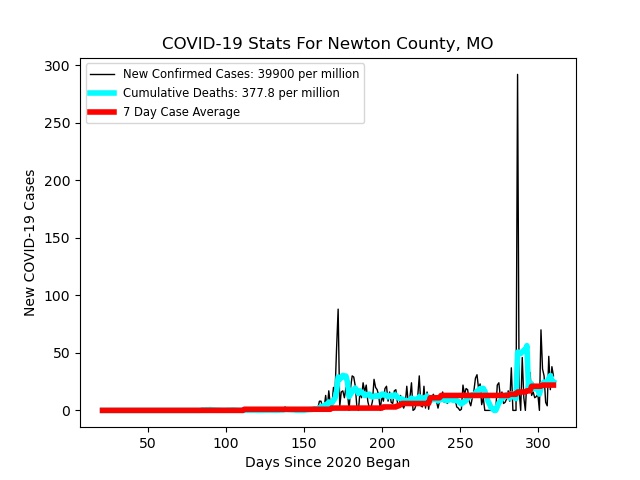 COVID-19 Stats For Newton County, MO
New Confirmed Cases: 39900 per million
Cumulative Deaths: 377.8 per million
7 Day Case Average
300
250
200
150
100
50
0
New COVID-19 Cases
50 100 150 200 250 300
Days Since 2020 Began